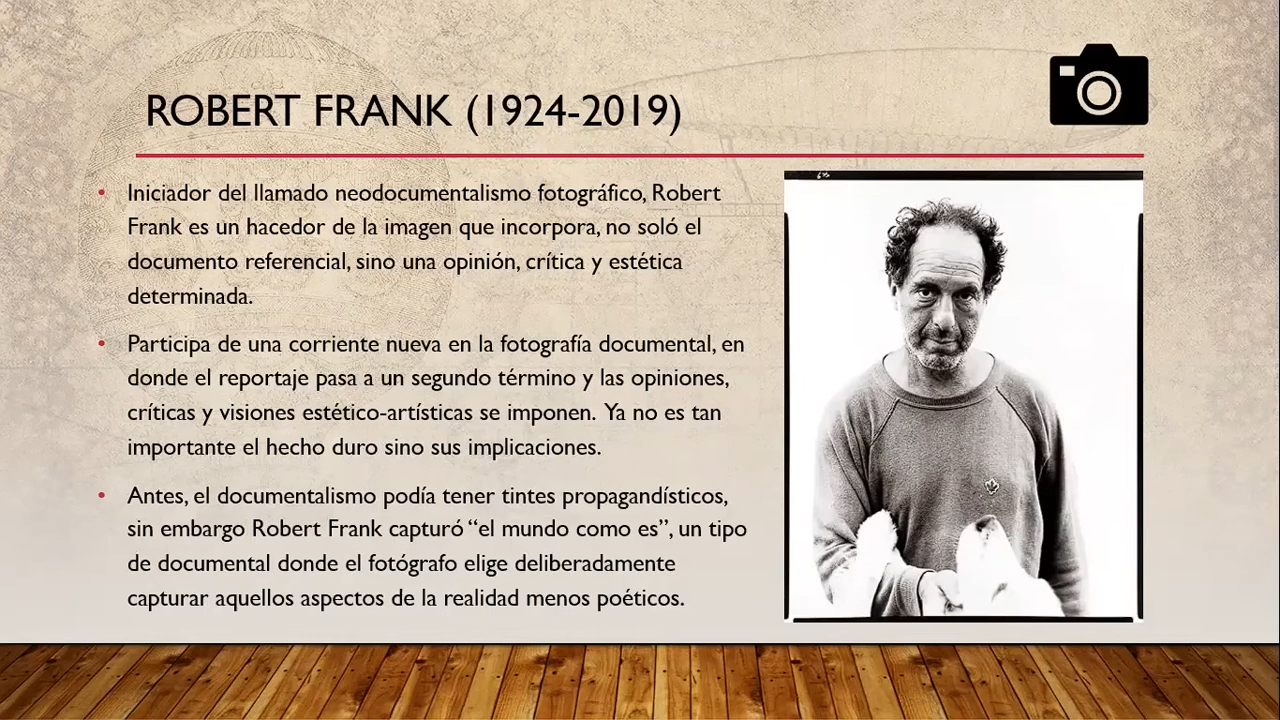 ROBERT FRANK (1924-2019)
Iniciador del llamado neodocumentalismo fotográfico, Robert
Frank es un hacedor de la imagen que incorpora, no soló el
documento referencial, sino una opinión, crítica y estética
determinada.
Participa de una corriente nueva en la fotografía documental, en
donde el reportaje pasa a un segundo término y las opiniones,
críticas y visiones estético-artísticas se imponen. Ya no es tan
importante el hecho duro sino sus implicaciones.
Antes, el documentalismo podía tener tintes propagandísticos,
sin embargo Robert Frank capturó “el mundo como es”, un tipo
de documental donde el fotógrafo elige deliberadamente
capturar aquellos aspectos de la realidad menos poéticos.